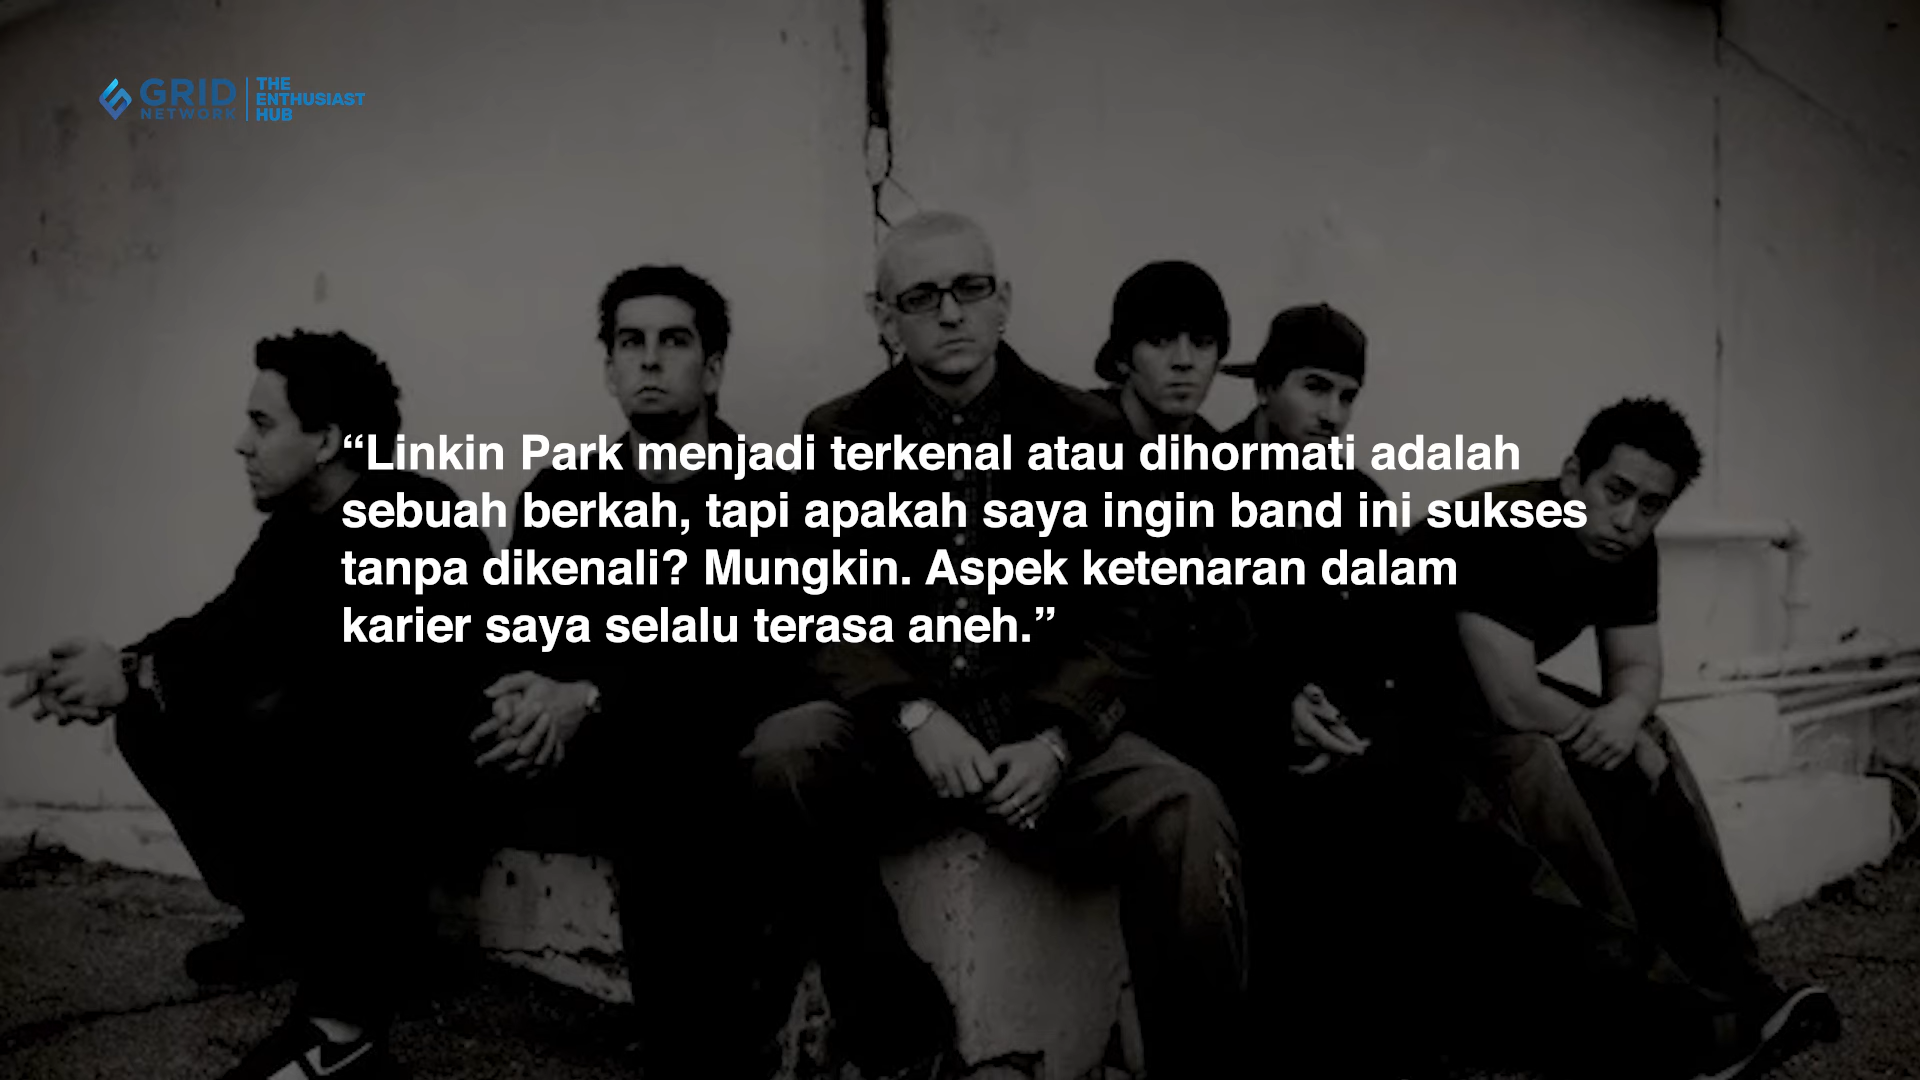 GRID
NETWORK
THE
ENTHUSIAST
HUB
“Linkin Park menjadi terkenal atau dihormati adalah
sebuah berkah, tapi apakah saya ingin band ini sukses
tanpa dikenali? Mungkin. Aspek ketenaran dalam
karier saya selalu terasa aneh.”